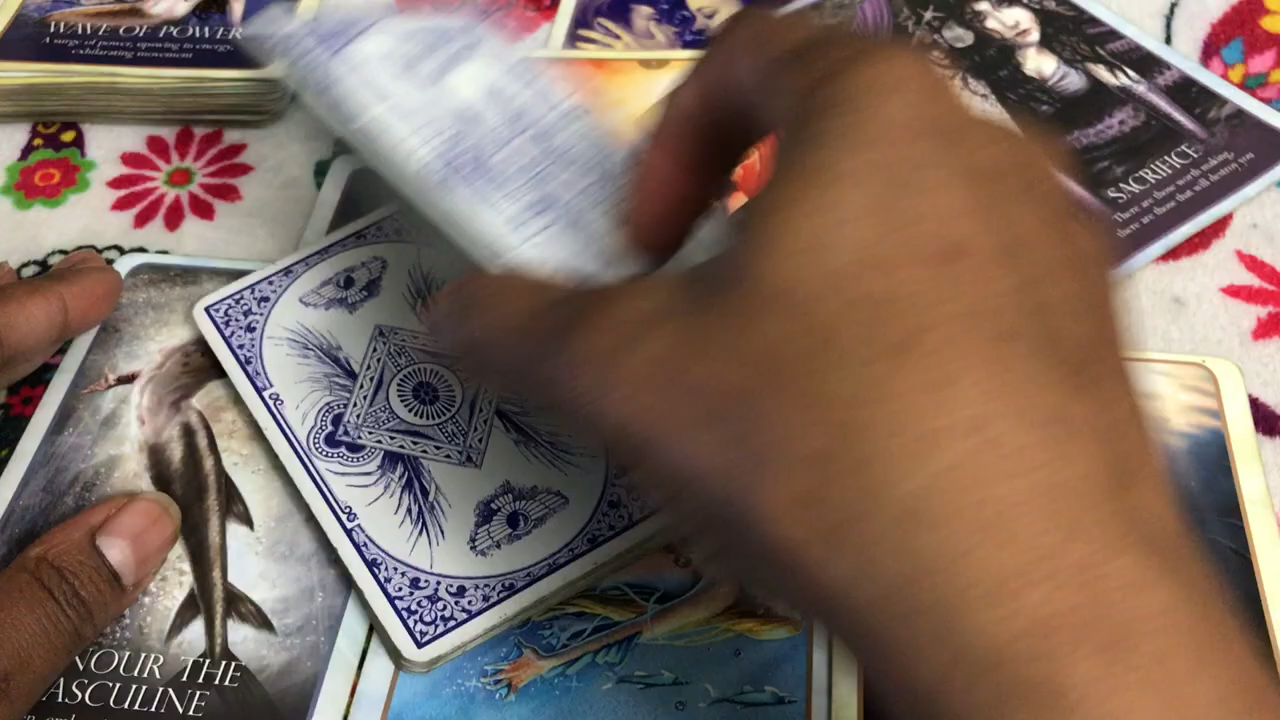 WAVE OF POWER
A surge of power, upswing in energy,
exhilarating movement
SACRIFICE
There are those worth making,
there are those that will destroy you
NOUR THE
ASCULINE